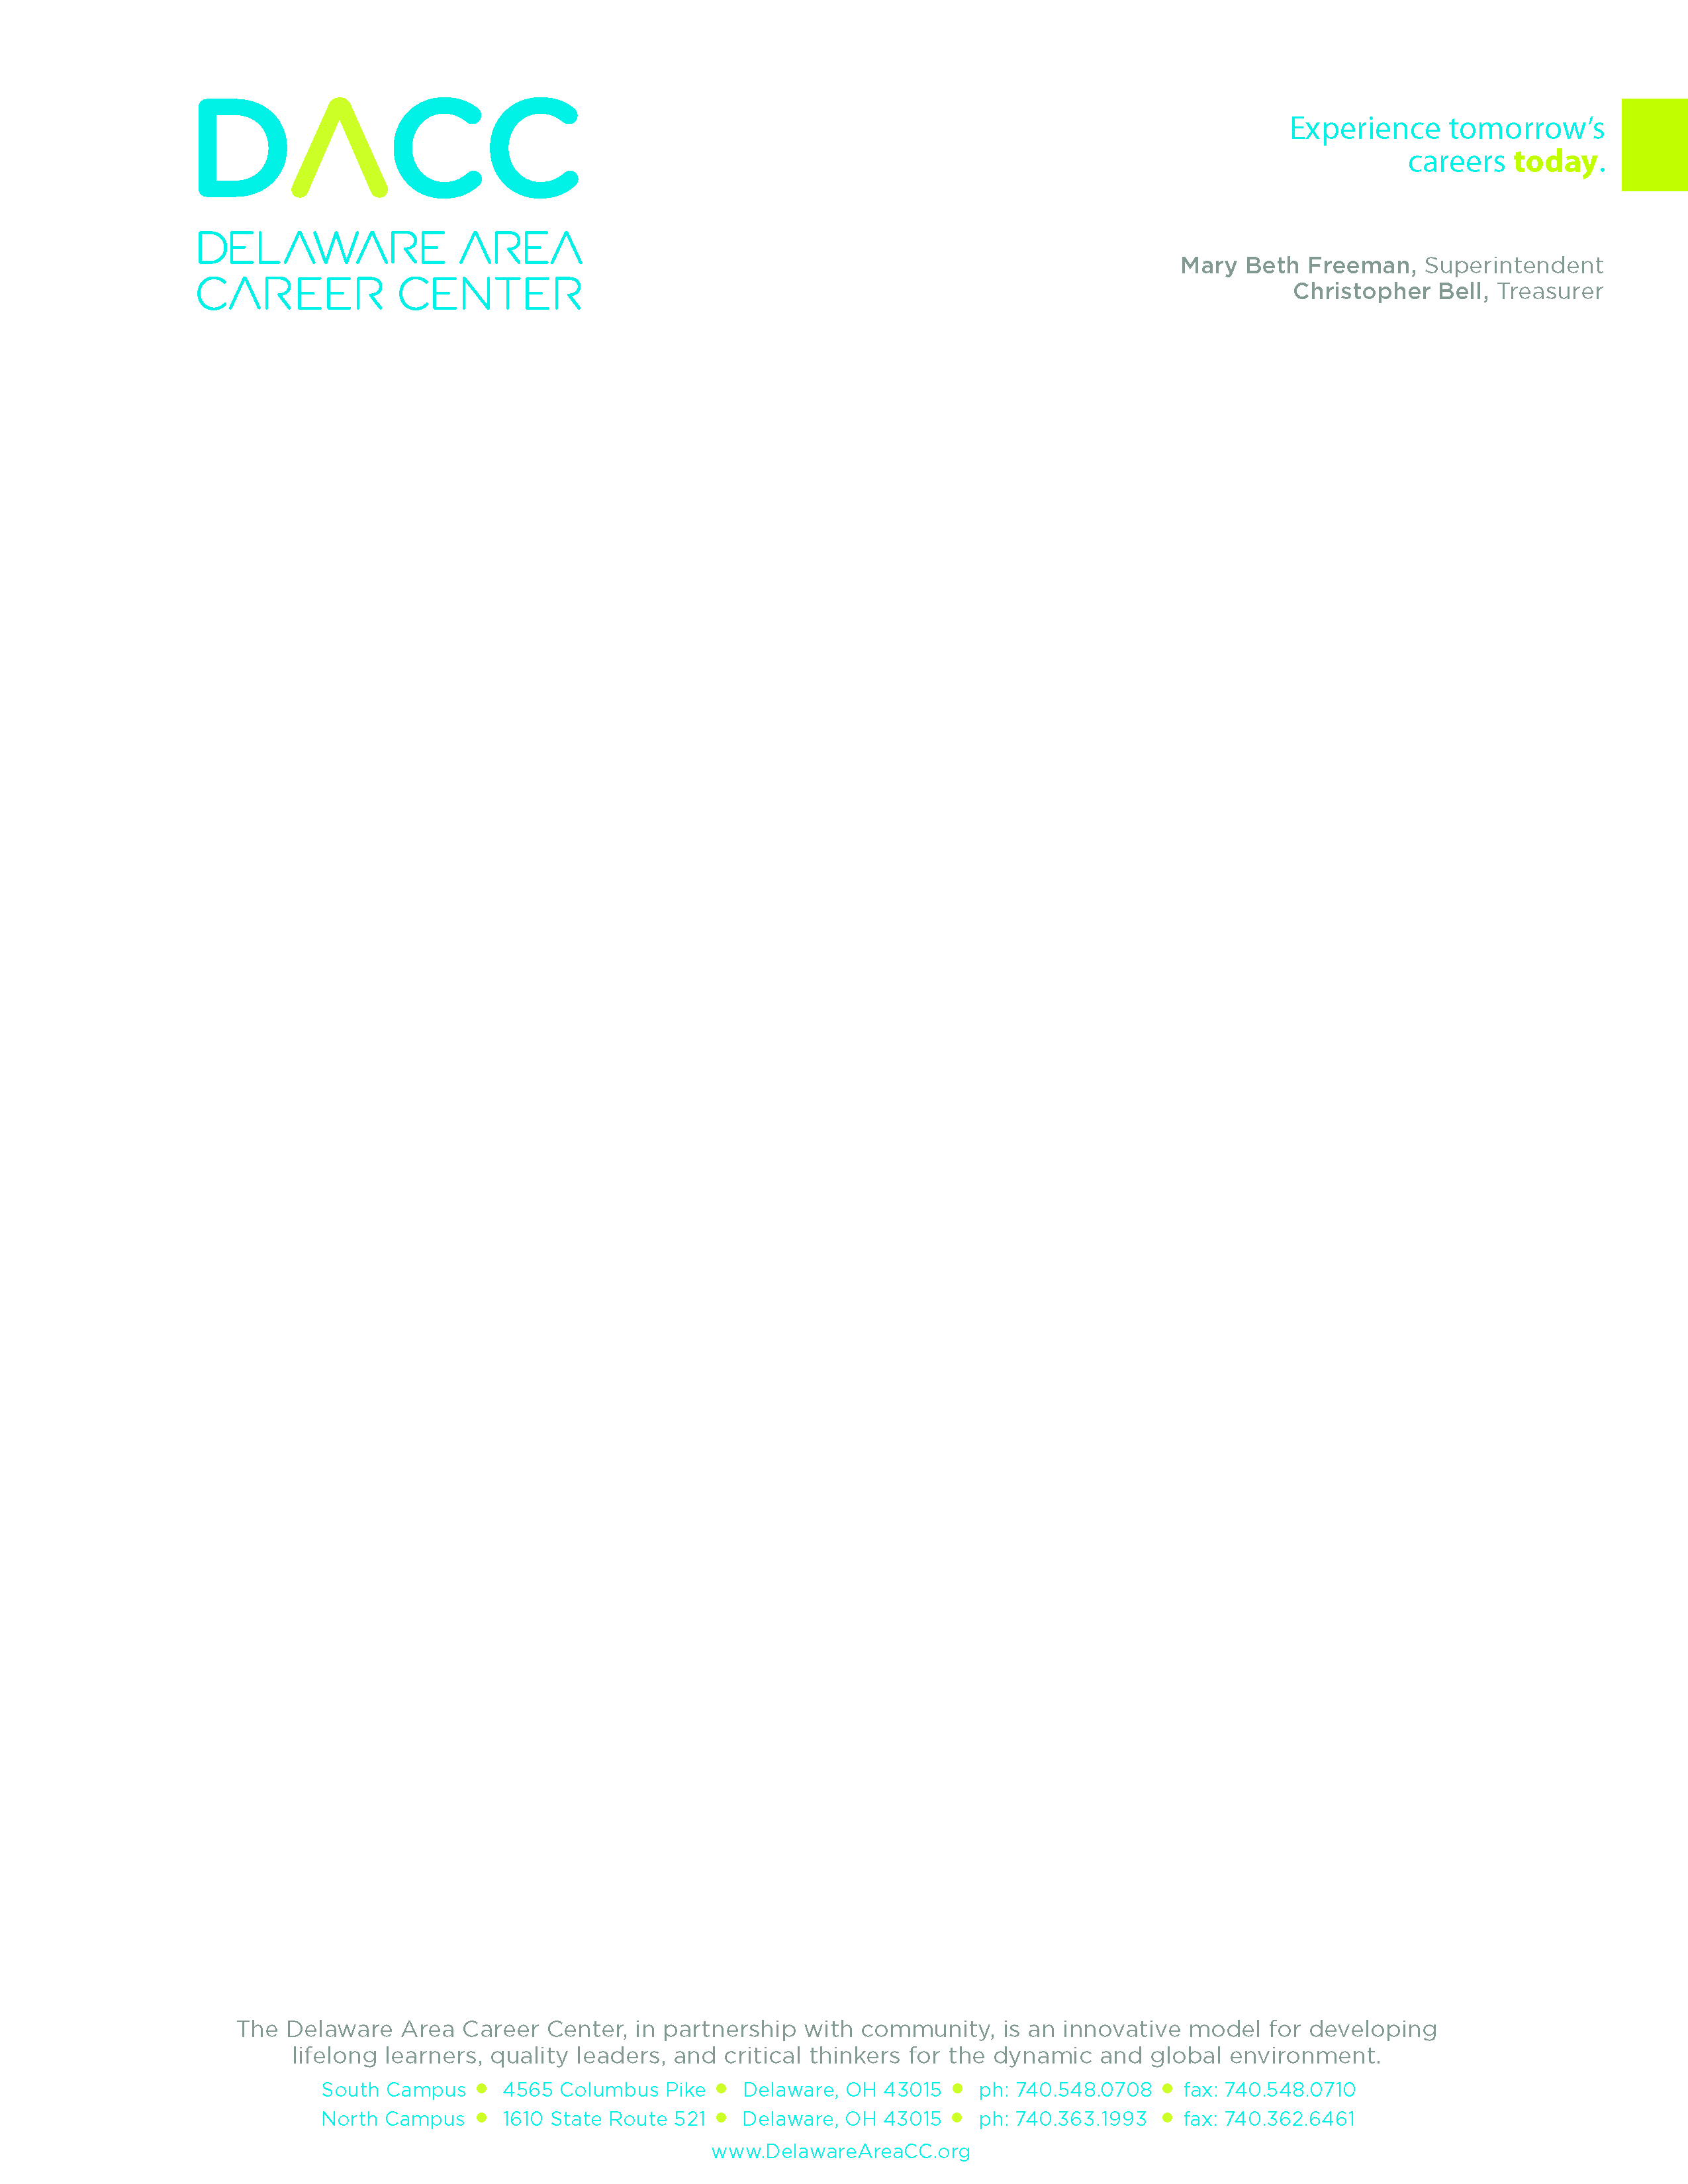 DACC
DELAWARE AREA
CAREER CENTER
Experience tomorrow’s
careers today.
Mary Beth Freeman, Superintendent
Christopher Bell, Treasurer
The Delaware Area Career Center, in partnership with community, is an innovative model for developing
lifelong learners, quality leaders, and critical thinkers for the dynamic and global environment.
South Campus • 4565 Columbus Pike • Delaware, OH 43015 • ph: 740.548.0708 • fax: 740.548.0710
North Campus • 1610 State Route 521 • Delaware, OH 43015 • ph: 740.363.1993 • fax: 740.362.6461
www.DelawareAreaCC.org